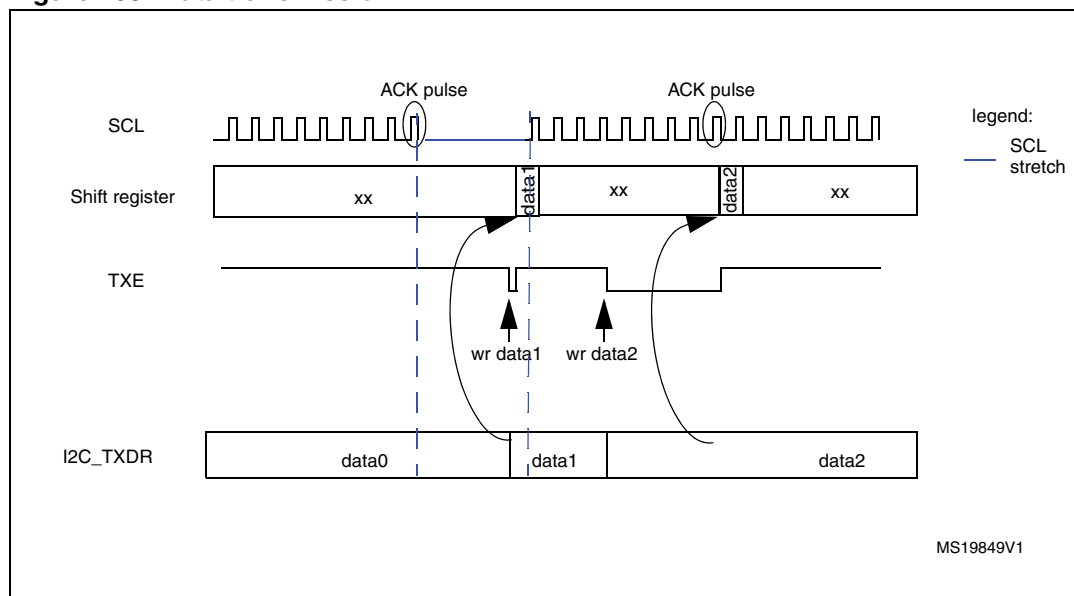 ACK pulse ACK pulse
SCL
legend:
SCL
stretch
Shift register
xx
data1
xx
data2
xx
TXE
wr data1 wr data2
I2C_TXDR
data0
data1
data2
MS19849V1